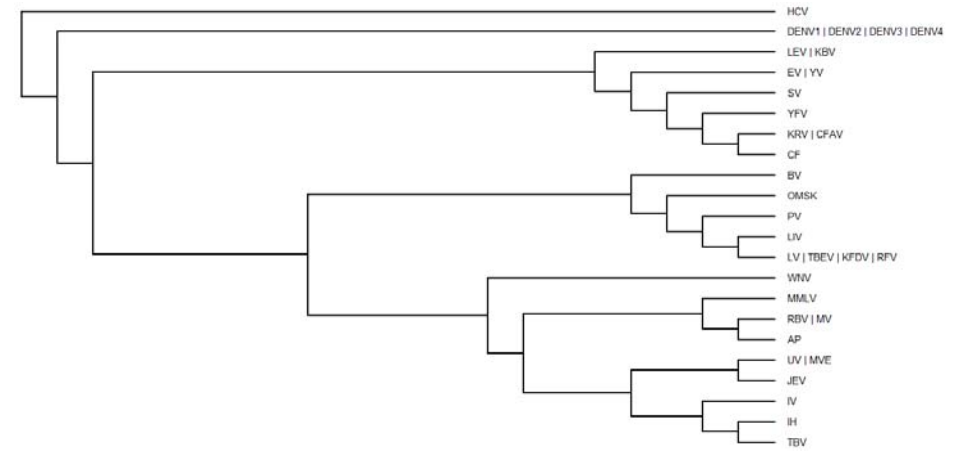 HCV
DENV1 | DENV2 | DENV3 | DENV4
LEV | KBV
EV | YV
SV
YFV
KRV | CFAV
CF
BV
OMSK
PV
LIV
LV | TBEV | KFDV | RFV
WNV
MMLV
RBV | MV
AP
UV | MVE
JEV
IV
IH
TBV